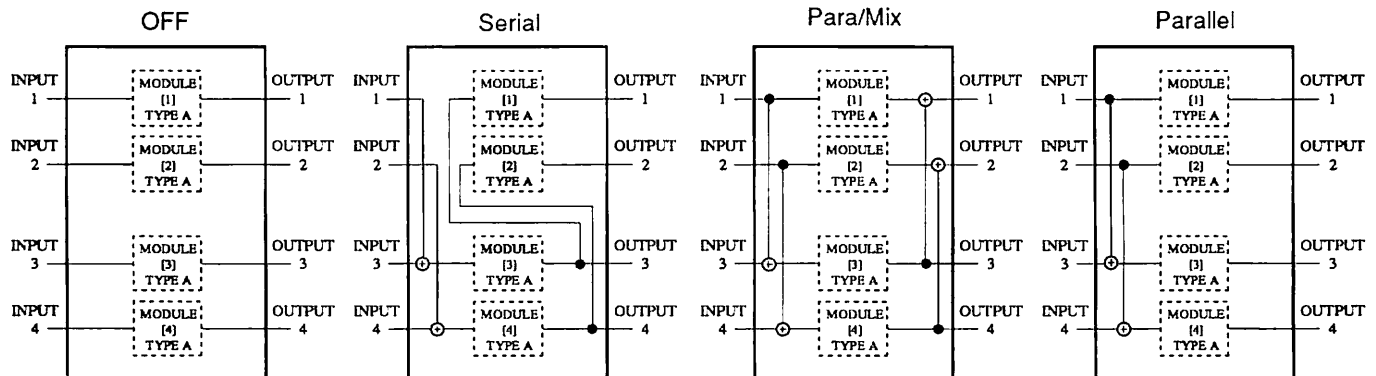 OFF
INPUT
1
MODULE
[1]
TYPE A
OUTPUT
1
INPUT
2
MODULE
[2]
TYPE A
OUTPUT
2
INPUT
3
MODULE
[3]
TYPE A
OUTPUT
3
INPUT
4
MODULE
[4]
TYPE A
OUTPUT
4
Serial
INPUT
1
MODULE
[1]
TYPE A
OUTPUT
1
INPUT
2
MODULE
[2]
TYPE A
OUTPUT
2
INPUT
3
MODULE
[3]
TYPE A
OUTPUT
3
INPUT
4
MODULE
[4]
TYPE A
OUTPUT
4
Para/Mix
INPUT
1
MODULE
[1]
TYPE A
OUTPUT
1
INPUT
2
MODULE
[2]
TYPE A
OUTPUT
2
INPUT
3
MODULE
[3]
TYPE A
OUTPUT
3
INPUT
4
MODULE
[4]
TYPE A
OUTPUT
4
Parallel
INPUT
1
MODULE
[1]
TYPE A
OUTPUT
1
INPUT
2
MODULE
[2]
TYPE A
OUTPUT
2
INPUT
3
MODULE
[3]
TYPE A
OUTPUT
3
INPUT
4
MODULE
[4]
TYPE A
OUTPUT
4